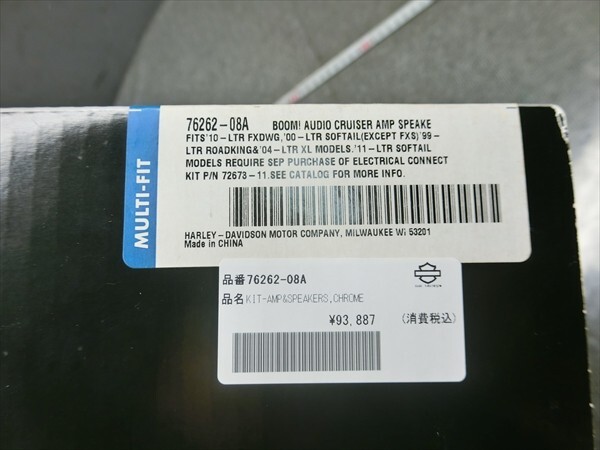 MULTI-FIT
76262-08A BOOM! AUDIO CRUISER AMP SPEAKE
FITS'10-LTR FXDWG,'00-LTR SOFTAIL(EXCEPT FXS)'99-
LTR ROADKING&'04-LTR XL MODELS.'11-LTR SOFTAIL
MODELS REQUIRE SEP PURCHASE OF ELECTRICAL CONNECT
KIT P/N 72673-11.SEE CATALOG FOR MORE INFO.
HARLEY-DAVIDSON MOTOR COMPANY, MILWAUKEE Wi 53201
Made in CHINA
品番76262-08A
品名KIT-AMP&SPEAKERS,CHROME
¥93,887 (消費税込)